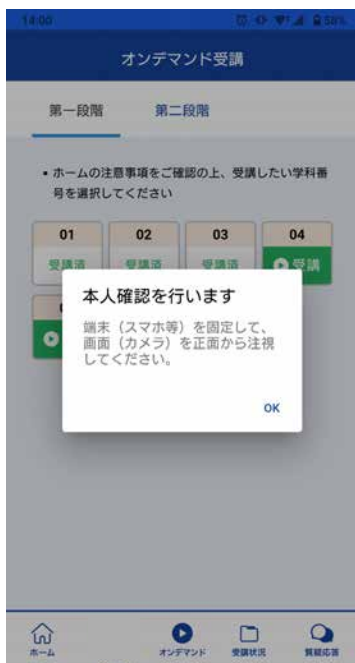 14:00
58%
オンデマンド受講
第一段階
第二段階
• ホームの注意事項をご確認の上、受講したい学科番
号を選択してください
01
02
03
04
受講済
受講済
受講済
受講
本人確認を行います
端末（スマホ等）を固定して、
画面（カメラ）を正面から注視
してください。
OK
ホーム
オンデマンド
受講状況
質疑応答